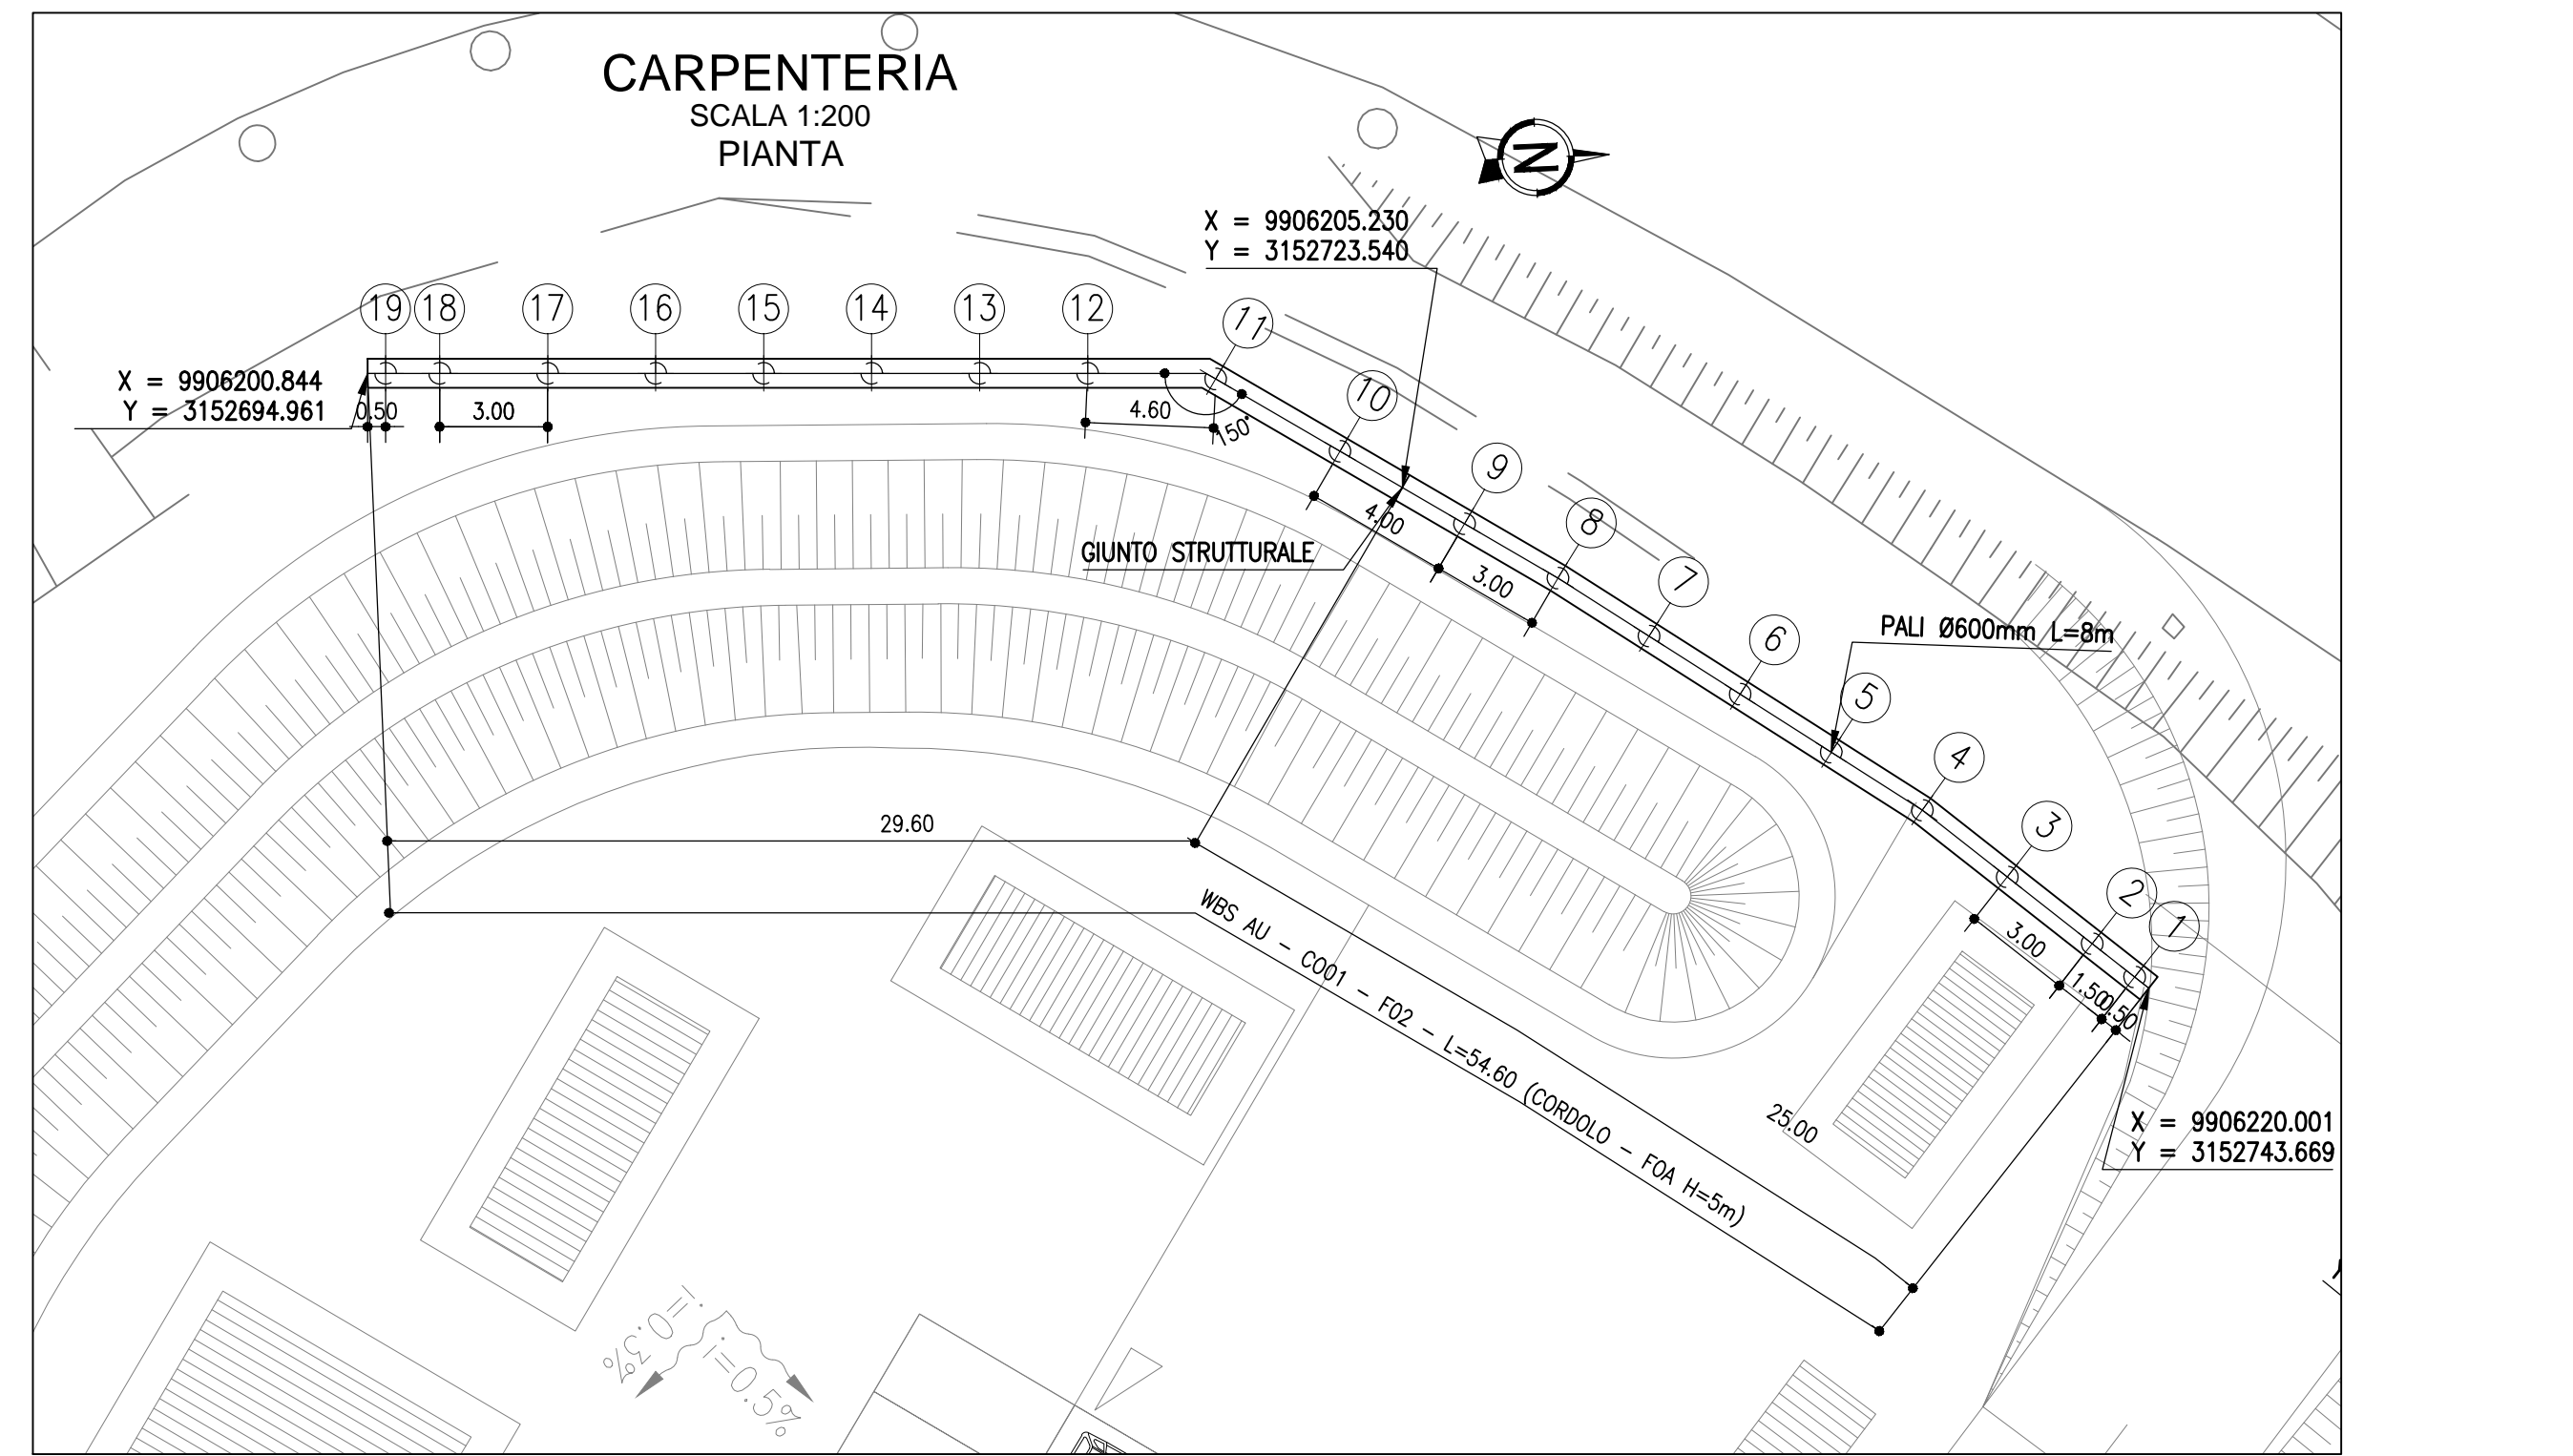 CARPENTERIA
SCALA 1:200
PIANTA
N
X = 9906205.230
Y = 3152723.540
19 18 17 16 15 14 13 12 11
X = 9906200.844
Y = 3152694.961
0.50 3.00 4.60
150°
10
9
8
7
6
5
4
3
2
1
4.00
3.00
GIUNTO STRUTTURALE
PALI Ø600mm L=8m
29.60
WBS AU - CO01 - F02 - L=54.60 (CORDOLO - FOA H=5m)
3.00
1.50
0.50
25.00
X = 9906220.001
Y = 3152743.669
i=0.3%
i=0.5%